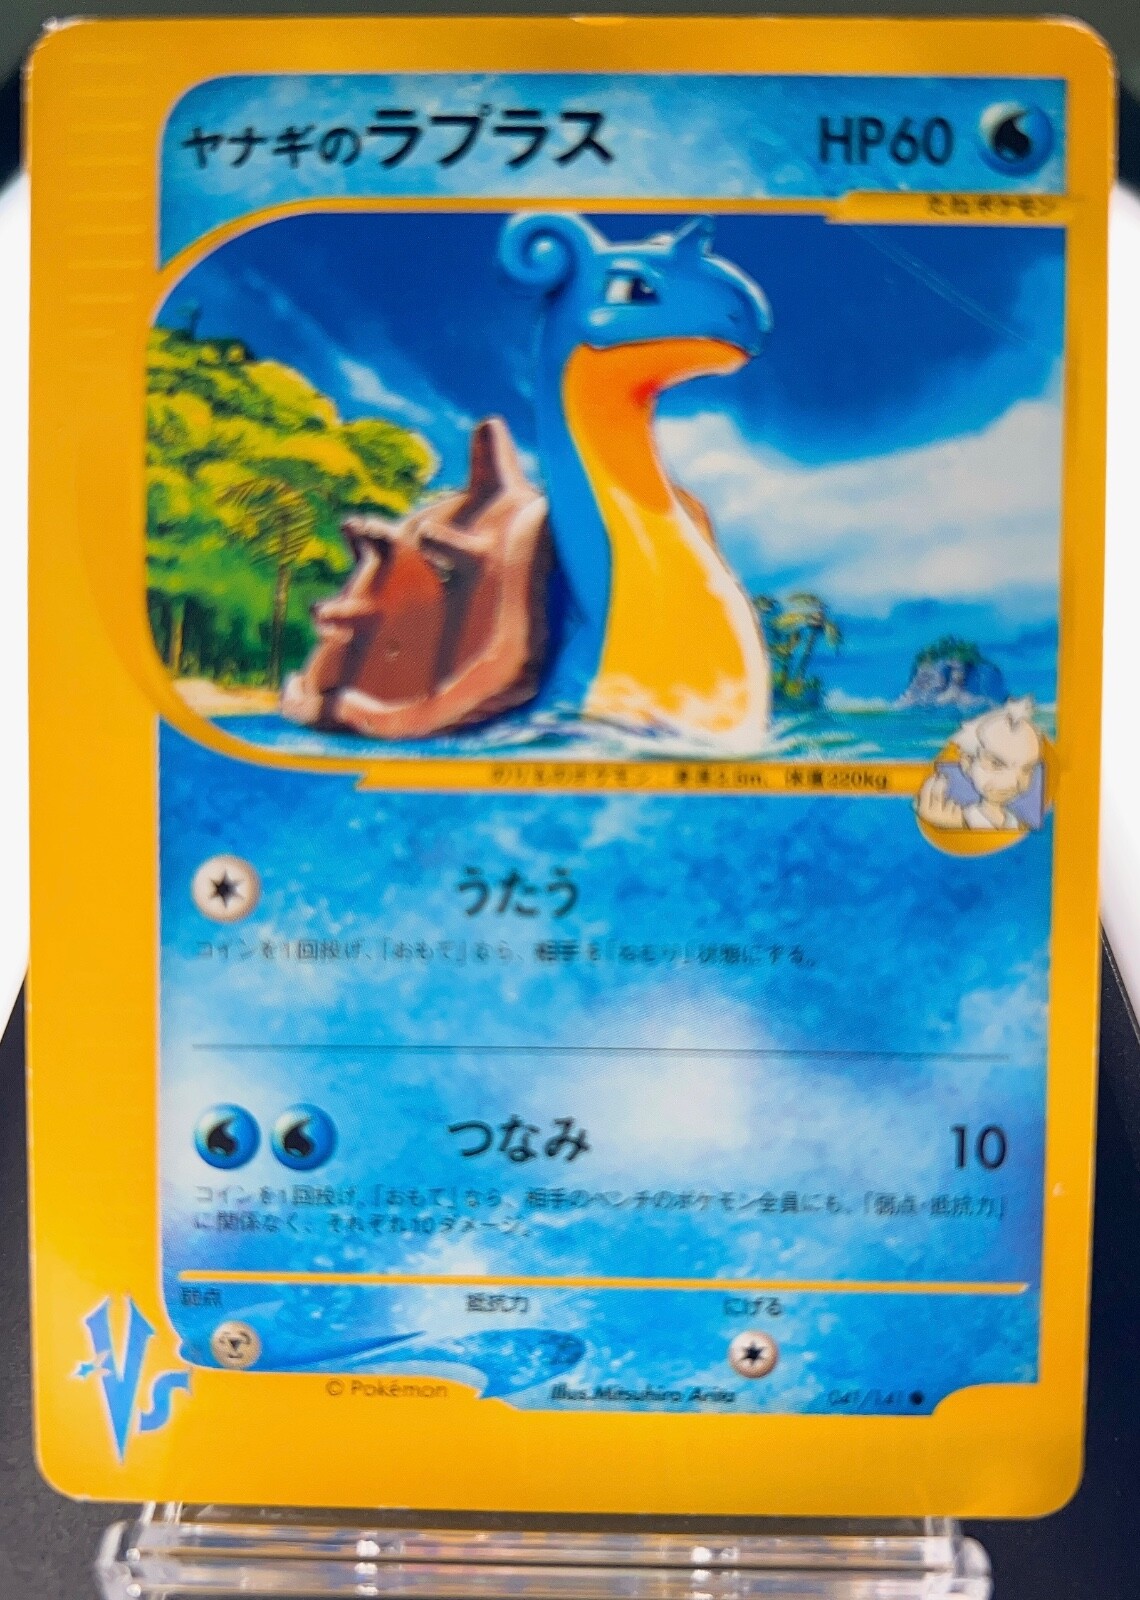 ヤナギのラプラス HP60
たねポケモン
のりものポケモン:身長2.5m、体重220kg
うたう
コインを1回投げ、「おもて」なら、相手を「ねむり」状態にする。
つなみ 10
コインを1回投げ、「おもて」なら、相手のベンチのポケモン全員にも、「弱点・抵抗力」
に関係なく、それぞれ10ダメージ。
弱点 抵抗力 にげる
VS
© Pokémon Illus.Mitsuhiro Arita 041/141